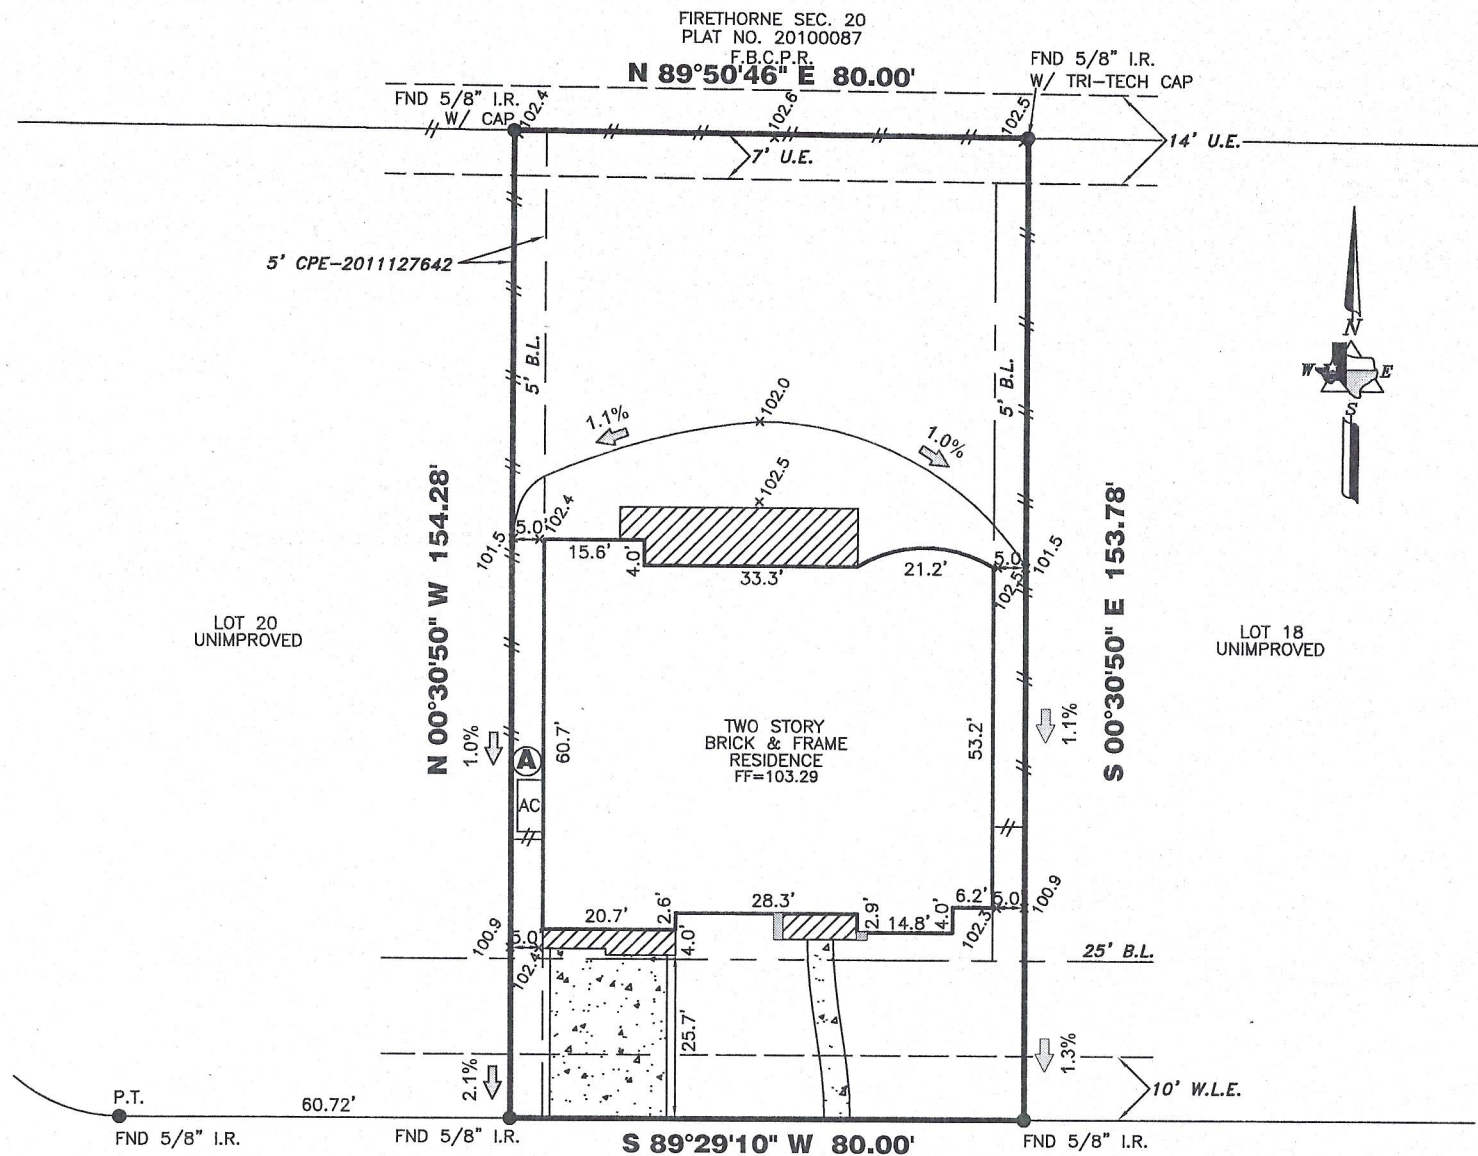 FIRETHORNE SEC. 20
PLAT NO. 20100087
F.B.C.P.R.
N 89°50'46" E 80.00'
FND 5/8" I.R.
W/ TRI-TECH CAP
FND 5/8" I.R.
W/ CAP
102.4
102.6
102.5
7' U.E.
14' U.E.
5' CPE-2011127642
5' B.L.
5' B.L.
N
W
E
S
102.0
1.1%
1.0%
102.5
102.4
101.5
5.0'
15.6'
4.0'
33.3'
21.2'
5.0'
102.5
101.5
N 00°30'50" W 154.28'
S 00°30'50" E 153.78'
LOT 20
UNIMPROVED
LOT 18
UNIMPROVED
1.0%
60.7'
A
AC
TWO STORY
BRICK & FRAME
RESIDENCE
FF=103.29
53.2'
1.1%
20.7'
2.6'
28.3'
2.9'
14.8'
4.0'
6.2'
5.0'
100.9
102.3
100.9
5.0'
102.4
4.0'
25' B.L.
25.7'
2.1%
1.3%
10' W.L.E.
P.T.
60.72'
FND 5/8" I.R.
FND 5/8" I.R.
S 89°29'10" W 80.00'
FND 5/8" I.R.